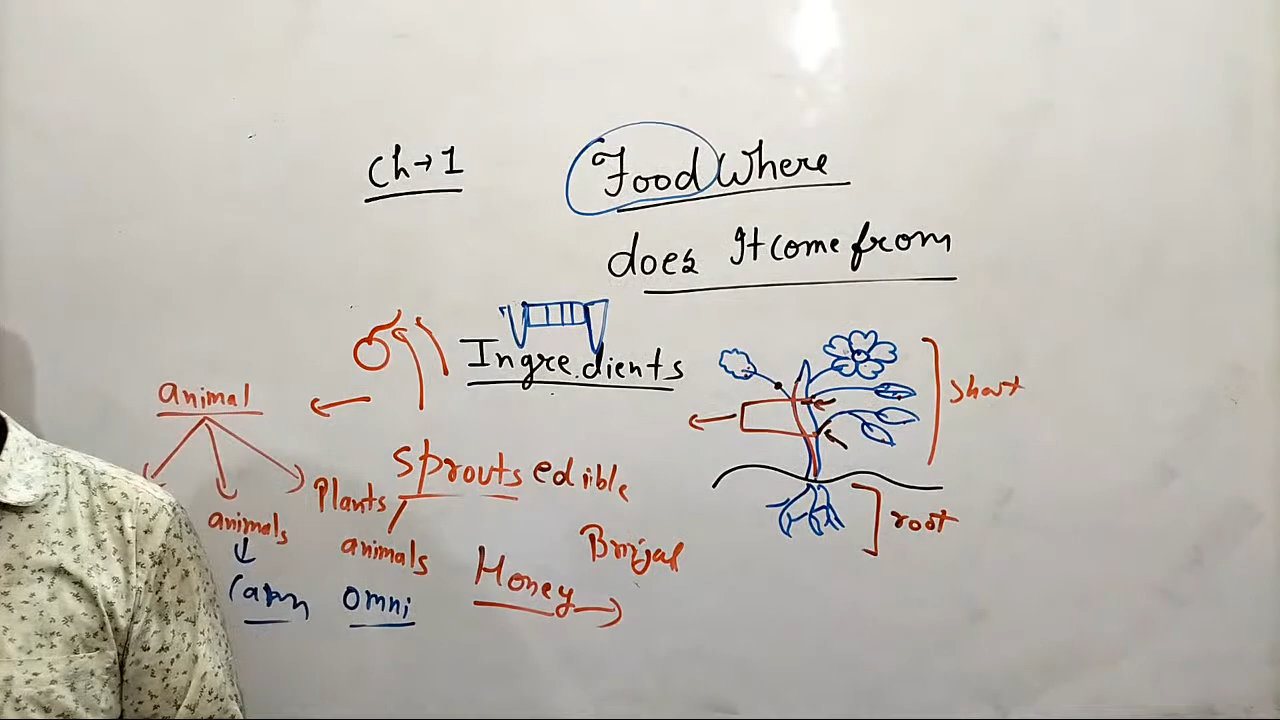 Ch→1
Food Where
does It come from
Ingredients
animal
shoot
sprouts edible
Plants
animals
animals
root
Honey
omni